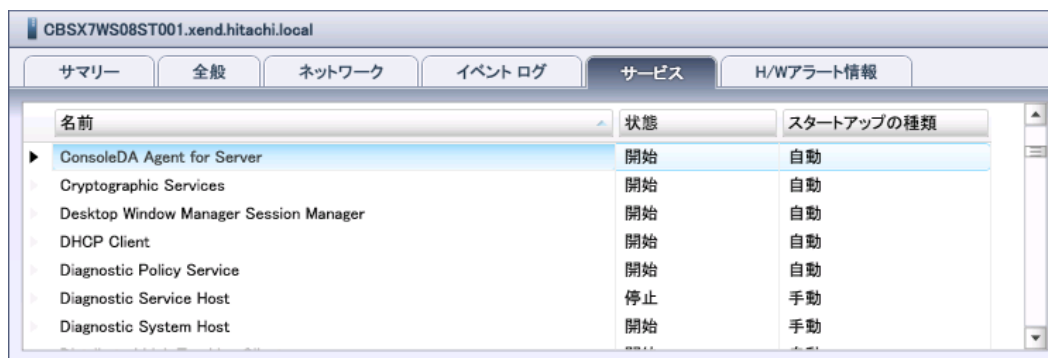 CBSX7WS08ST001.xend.hitachi.local
サマリー 全般 ネットワーク イベント ログ サービス H/Wアラート情報
名前 状態 スタートアップの種類
ConsoleDA Agent for Server 開始 自動
Cryptographic Services 開始 自動
Desktop Window Manager Session Manager 開始 自動
DHCP Client 開始 自動
Diagnostic Policy Service 開始 自動
Diagnostic Service Host 停止 手動
Diagnostic System Host 開始 手動